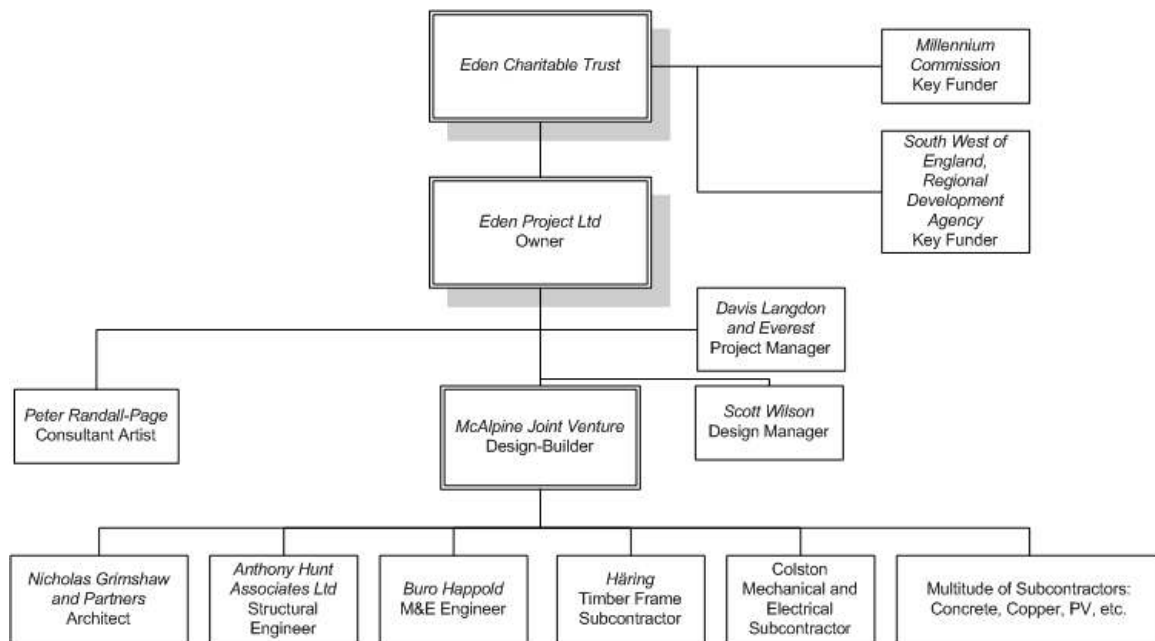 Eden Charitable Trust
Millennium
Commission
Key Funder
South West of
England,
Regional
Development
Agency
Key Funder
Eden Project Ltd
Owner
Davis Langdon
and Everest
Project Manager
Peter Randall-Page
Consultant Artist
McAlpine Joint Venture
Design-Builder
Scott Wilson
Design Manager
Nicholas Grimshaw
and Partners
Architect
Anthony Hunt
Associates Ltd
Structural
Engineer
Buro Happold
M&E Engineer
Häring
Timber Frame
Subcontractor
Colston
Mechanical and
Electrical
Subcontractor
Multitude of Subcontractors:
Concrete, Copper, PV, etc.